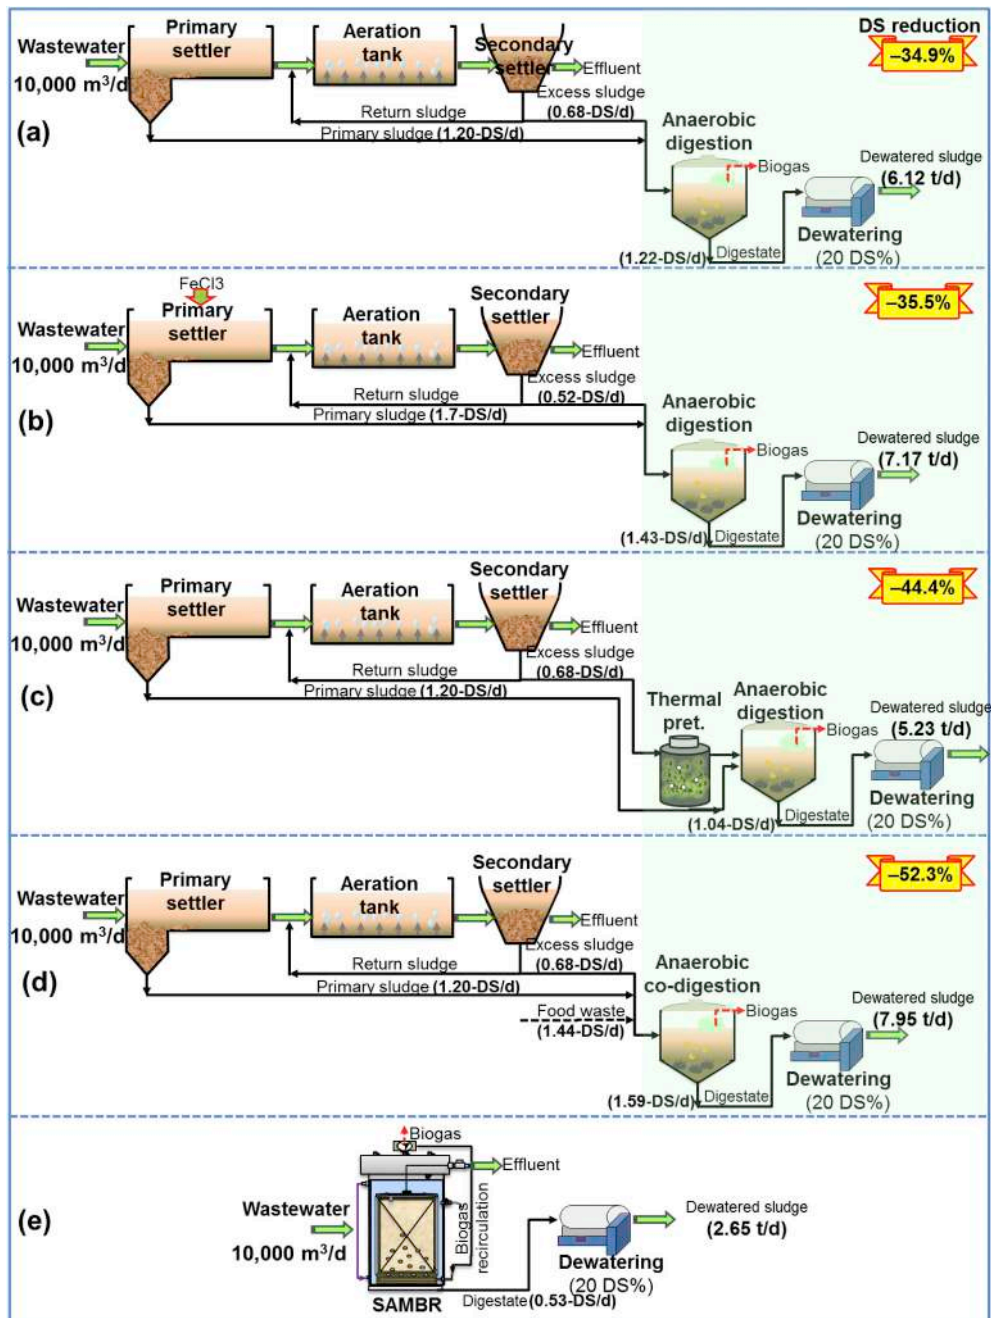 DS reduction
–34.9%
Primary
settler
Aeration
tank
Secondary
settler
Wastewater
10,000 m³/d
Effluent
Excess sludge
(0.68-DS/d)
Return sludge
Primary sludge (1.20-DS/d)
(a)
Anaerobic
digestion
Biogas
Dewatered sludge
(6.12 t/d)
Dewatering
(20 DS%)
(1.22-DS/d)
Digestate
FeCl3
–35.5%
Primary
settler
Aeration
tank
Secondary
settler
Wastewater
10,000 m³/d
Effluent
Excess sludge
(0.52-DS/d)
Return sludge
Primary sludge (1.7-DS/d)
(b)
Anaerobic
digestion
Biogas
Dewatered sludge
(7.17 t/d)
Dewatering
(20 DS%)
(1.43-DS/d)
Digestate
–44.4%
Primary
settler
Aeration
tank
Secondary
settler
Wastewater
10,000 m³/d
Effluent
Excess sludge
(0.68-DS/d)
Return sludge
Primary sludge (1.20-DS/d)
(c)
Thermal
pret.
Anaerobic
digestion
Biogas
Dewatered sludge
(5.23 t/d)
Dewatering
(20 DS%)
(1.04-DS/d)
Digestate
–52.3%
Primary
settler
Aeration
tank
Secondary
settler
Wastewater
10,000 m³/d
Effluent
Excess sludge
(0.68-DS/d)
Return sludge
Primary sludge (1.20-DS/d)
(d)
Food waste
(1.44-DS/d)
Anaerobic
co-digestion
Biogas
Dewatered sludge
(7.95 t/d)
Dewatering
(20 DS%)
(1.59-DS/d)
Digestate
Biogas
Effluent
(e)
Wastewater
10,000 m³/d
Biogas
recirculation
SAMBR
Digestate (0.53-DS/d)
Dewatering
(20 DS%)
Dewatered sludge
(2.65 t/d)